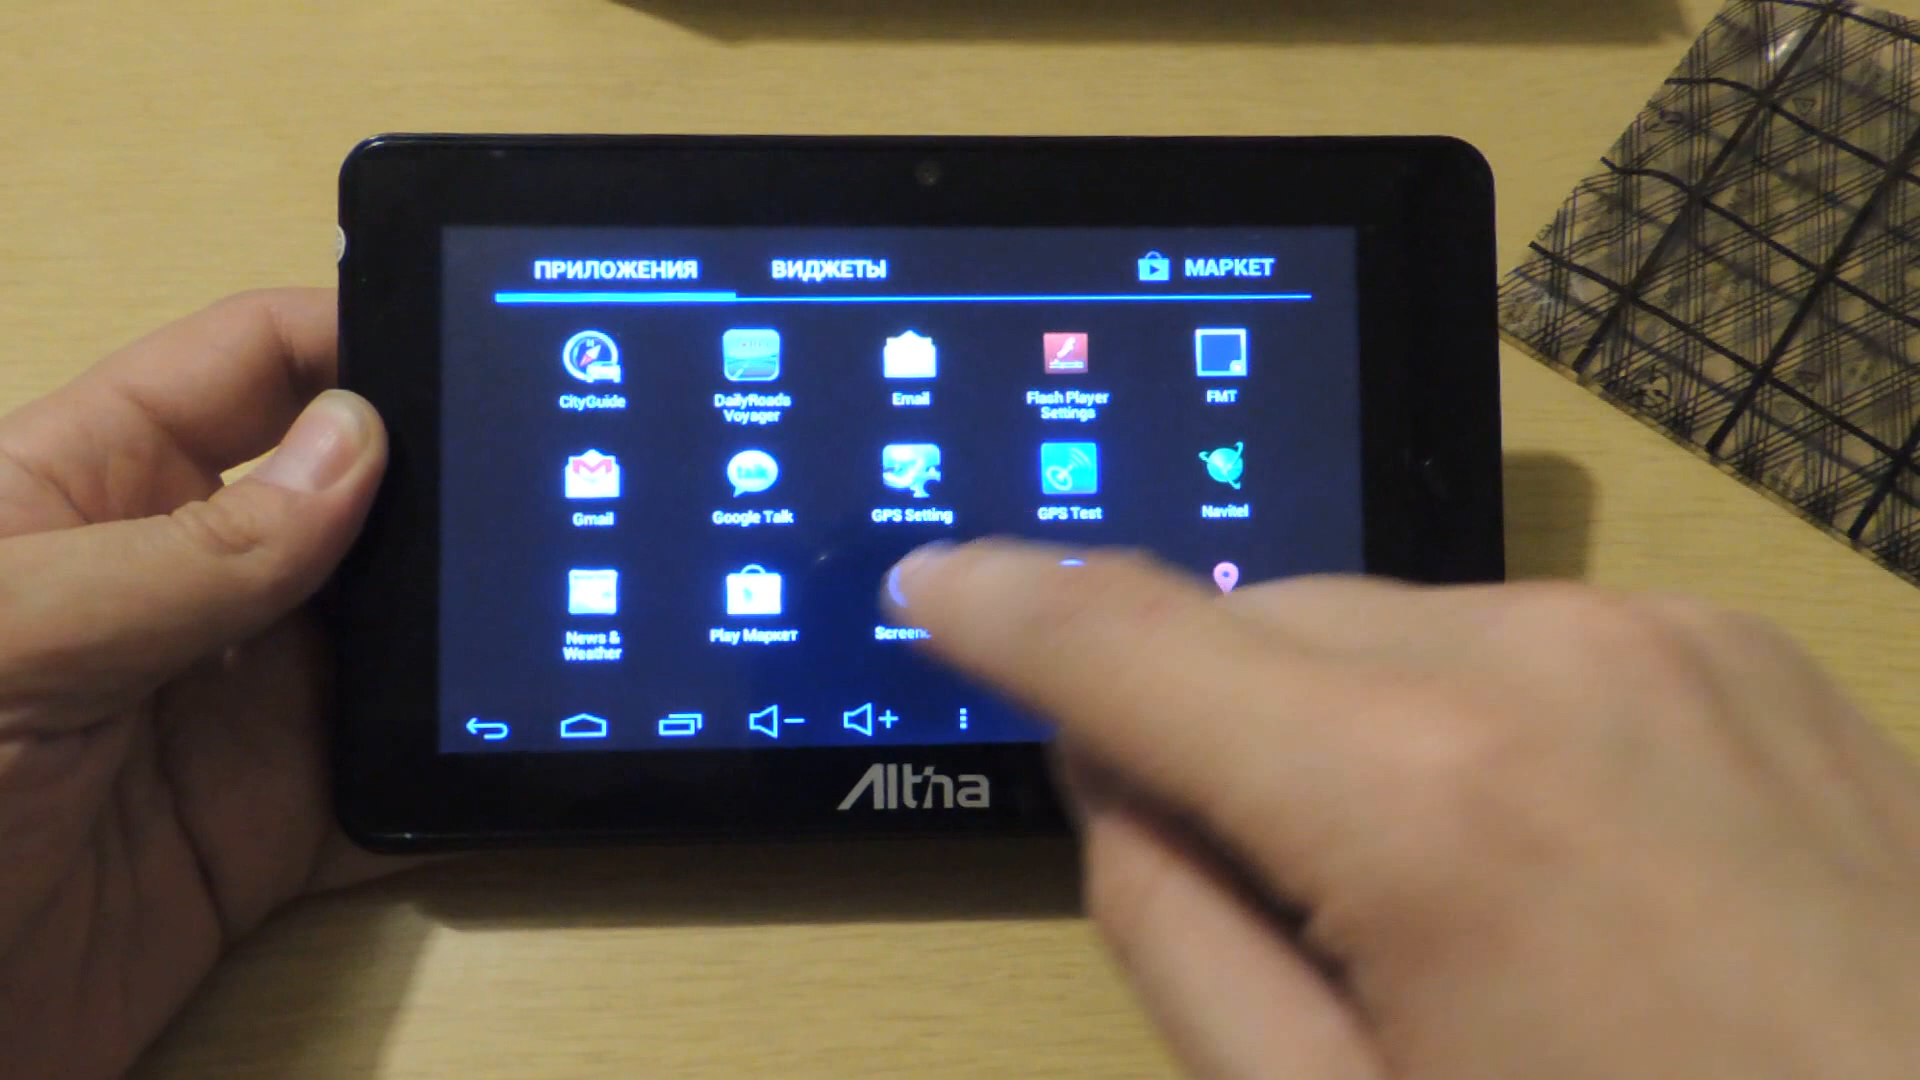 ПРИЛОЖЕНИЯ ВИДЖЕТЫ МАРКЕТ
CityGuide
DailyRoads
Voyager
Email
Flash Player
Settings
FMT
Gmail
Google Talk
GPS Setting
GPS Test
Navitel
News &
Weather
Play Маркет
Altina